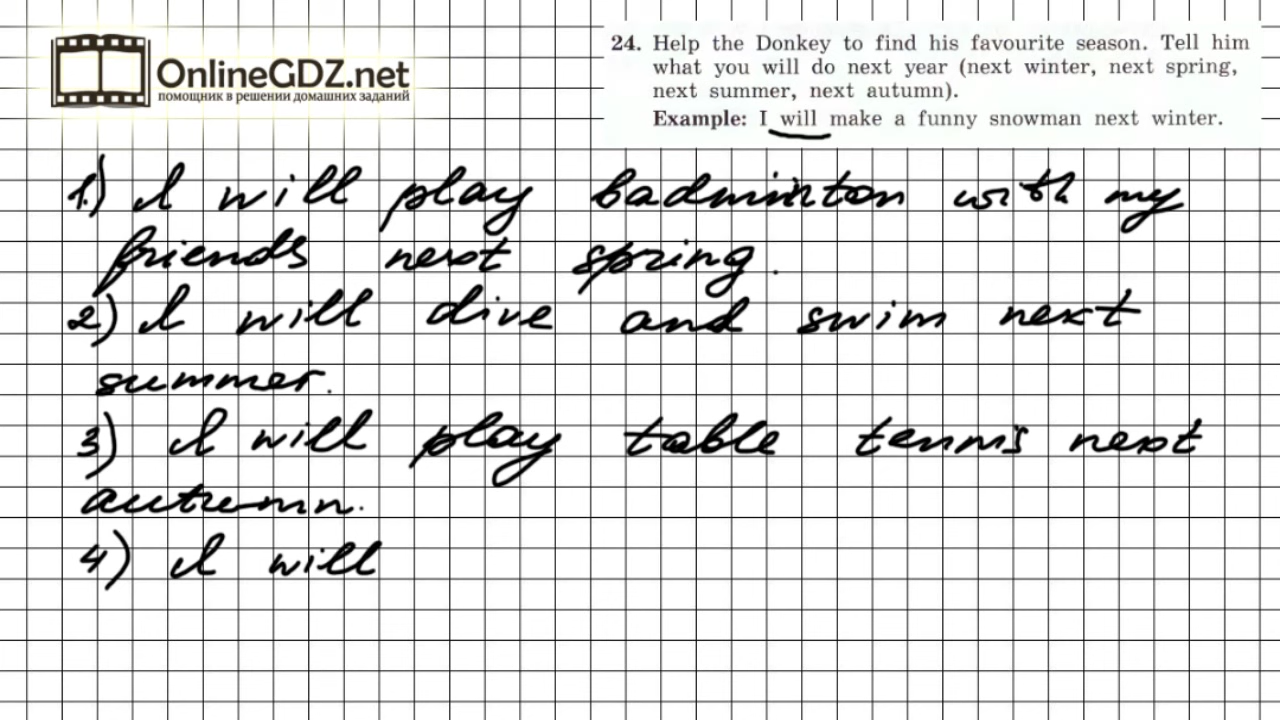 OnlineGDZ.net
помощник в решении домашних заданий
24. Help the Donkey to find his favourite season. Tell him
what you will do next year (next winter, next spring,
next summer, next autumn).
Example: I will make a funny snowman next winter.
1.) I will play badminton with my
friends next spring.
2) I will dive and swim next
summer.
3) I will play table tennis next
autumn.
4) I will